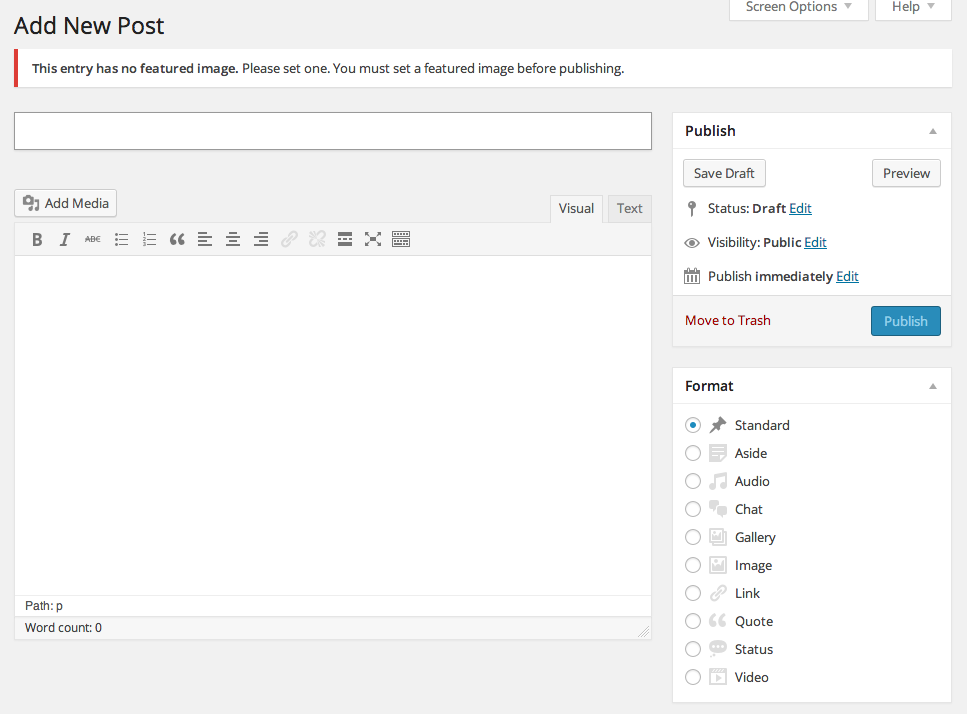 Screen Options
Help
Add New Post
This entry has no featured image. Please set one. You must set a featured image before publishing.
Add Media
Visual
Text
B I ABC
Path: p
Word count: 0
Publish
Save Draft
Preview
Status: Draft Edit
Visibility: Public Edit
Publish immediately Edit
Move to Trash
Publish
Format
Standard
Aside
Audio
Chat
Gallery
Image
Link
Quote
Status
Video